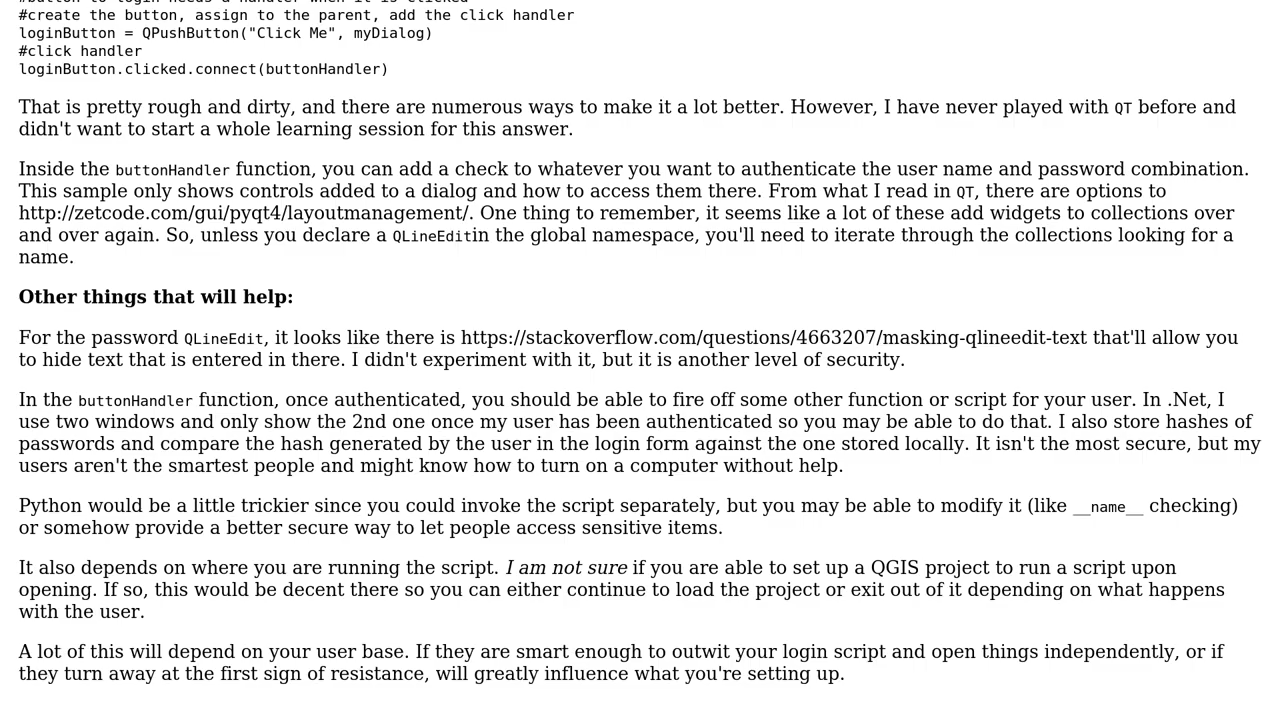 #create the button, assign to the parent, add the click handler
loginButton = QPushButton("Click Me", myDialog)
#click handler
loginButton.clicked.connect(buttonHandler)
That is pretty rough and dirty, and there are numerous ways to make it a lot better. However, I have never played with QT before and
didn't want to start a whole learning session for this answer.
Inside the buttonHandler function, you can add a check to whatever you want to authenticate the user name and password combination.
This sample only shows controls added to a dialog and how to access them there. From what I read in QT, there are options to
http://zetcode.com/gui/pyqt4/layoutmanagement/. One thing to remember, it seems like a lot of these add widgets to collections over
and over again. So, unless you declare a QLineEditin the global namespace, you'll need to iterate through the collections looking for a
name.
Other things that will help:
For the password QLineEdit, it looks like there is https://stackoverflow.com/questions/4663207/masking-qlineedit-text that'll allow you
to hide text that is entered in there. I didn't experiment with it, but it is another level of security.
In the buttonHandler function, once authenticated, you should be able to fire off some other function or script for your user. In .Net, I
use two windows and only show the 2nd one once my user has been authenticated so you may be able to do that. I also store hashes of
passwords and compare the hash generated by the user in the login form against the one stored locally. It isn't the most secure, but my
users aren't the smartest people and might know how to turn on a computer without help.
Python would be a little trickier since you could invoke the script separately, but you may be able to modify it (like __name__ checking)
or somehow provide a better secure way to let people access sensitive items.
It also depends on where you are running the script. I am not sure if you are able to set up a QGIS project to run a script upon
opening. If so, this would be decent there so you can either continue to load the project or exit out of it depending on what happens
with the user.
A lot of this will depend on your user base. If they are smart enough to outwit your login script and open things independently, or if
they turn away at the first sign of resistance, will greatly influence what you're setting up.